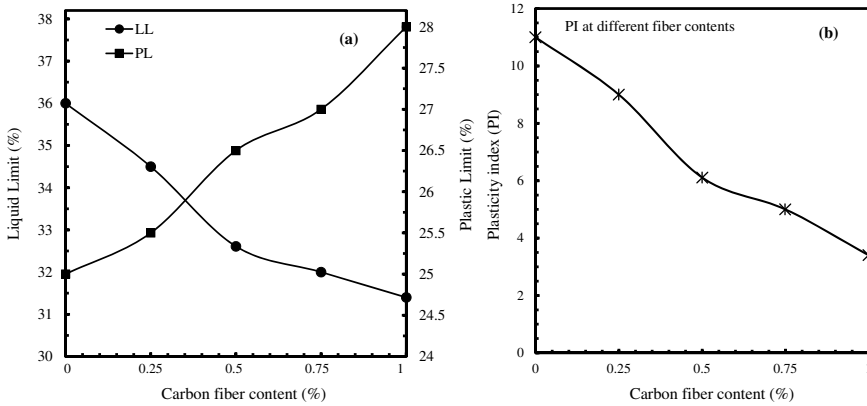 38
37
36
35
34
33
32
31
30
Liquid Limit (%)
LL
PL
(a)
28
27.5
27
26.5
26
25.5
25
24.5
24
Plastic Limit (%)
0 0.25 0.5 0.75 1
Carbon fiber content (%)
12
10
8
6
4
2
0
Plasticity index (PI)
PI at different fiber contents
(b)
0 0.25 0.5 0.75 1
Carbon fiber content (%)